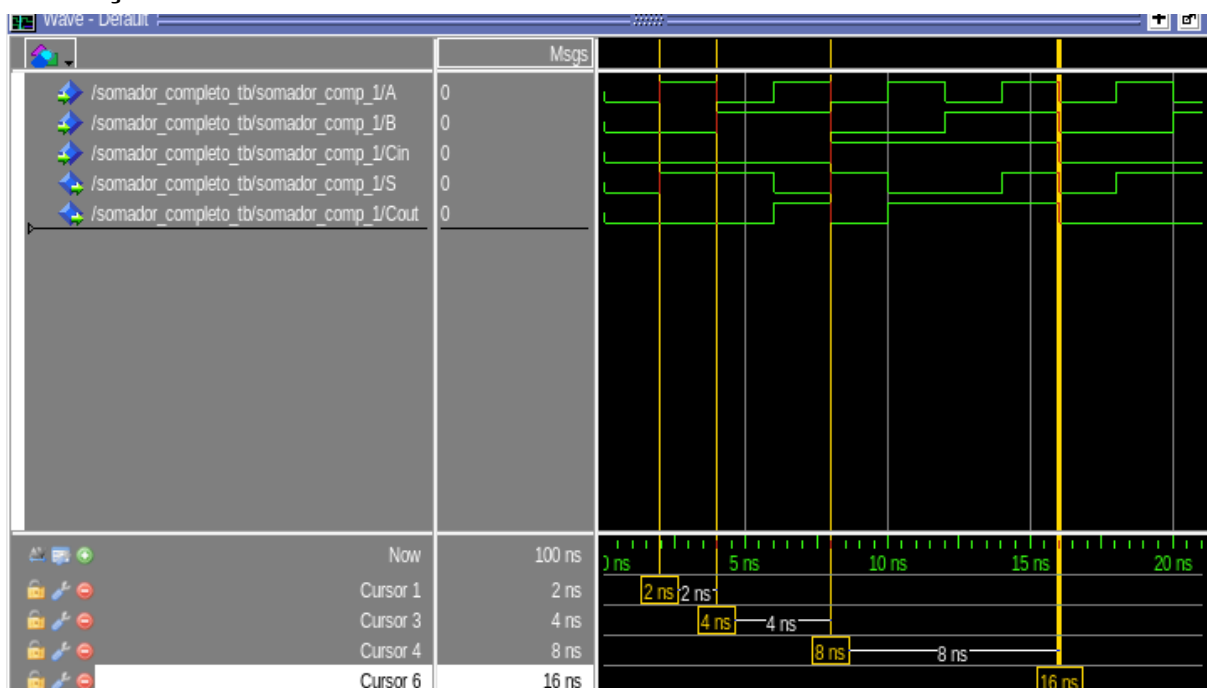 Wave - Default
Msgs
/somador_completo_tb/somador_comp_1/A 0
/somador_completo_tb/somador_comp_1/B 0
/somador_completo_tb/somador_comp_1/Cin 0
/somador_completo_tb/somador_comp_1/S 0
/somador_completo_tb/somador_comp_1/Cout 0
Now 100 ns ns 5 ns 10 ns 15 ns 20 ns
Cursor 1 2 ns 2 ns 2 ns
Cursor 3 4 ns 4 ns 4 ns
Cursor 4 8 ns 8 ns 8 ns
Cursor 6 16 ns 16 ns